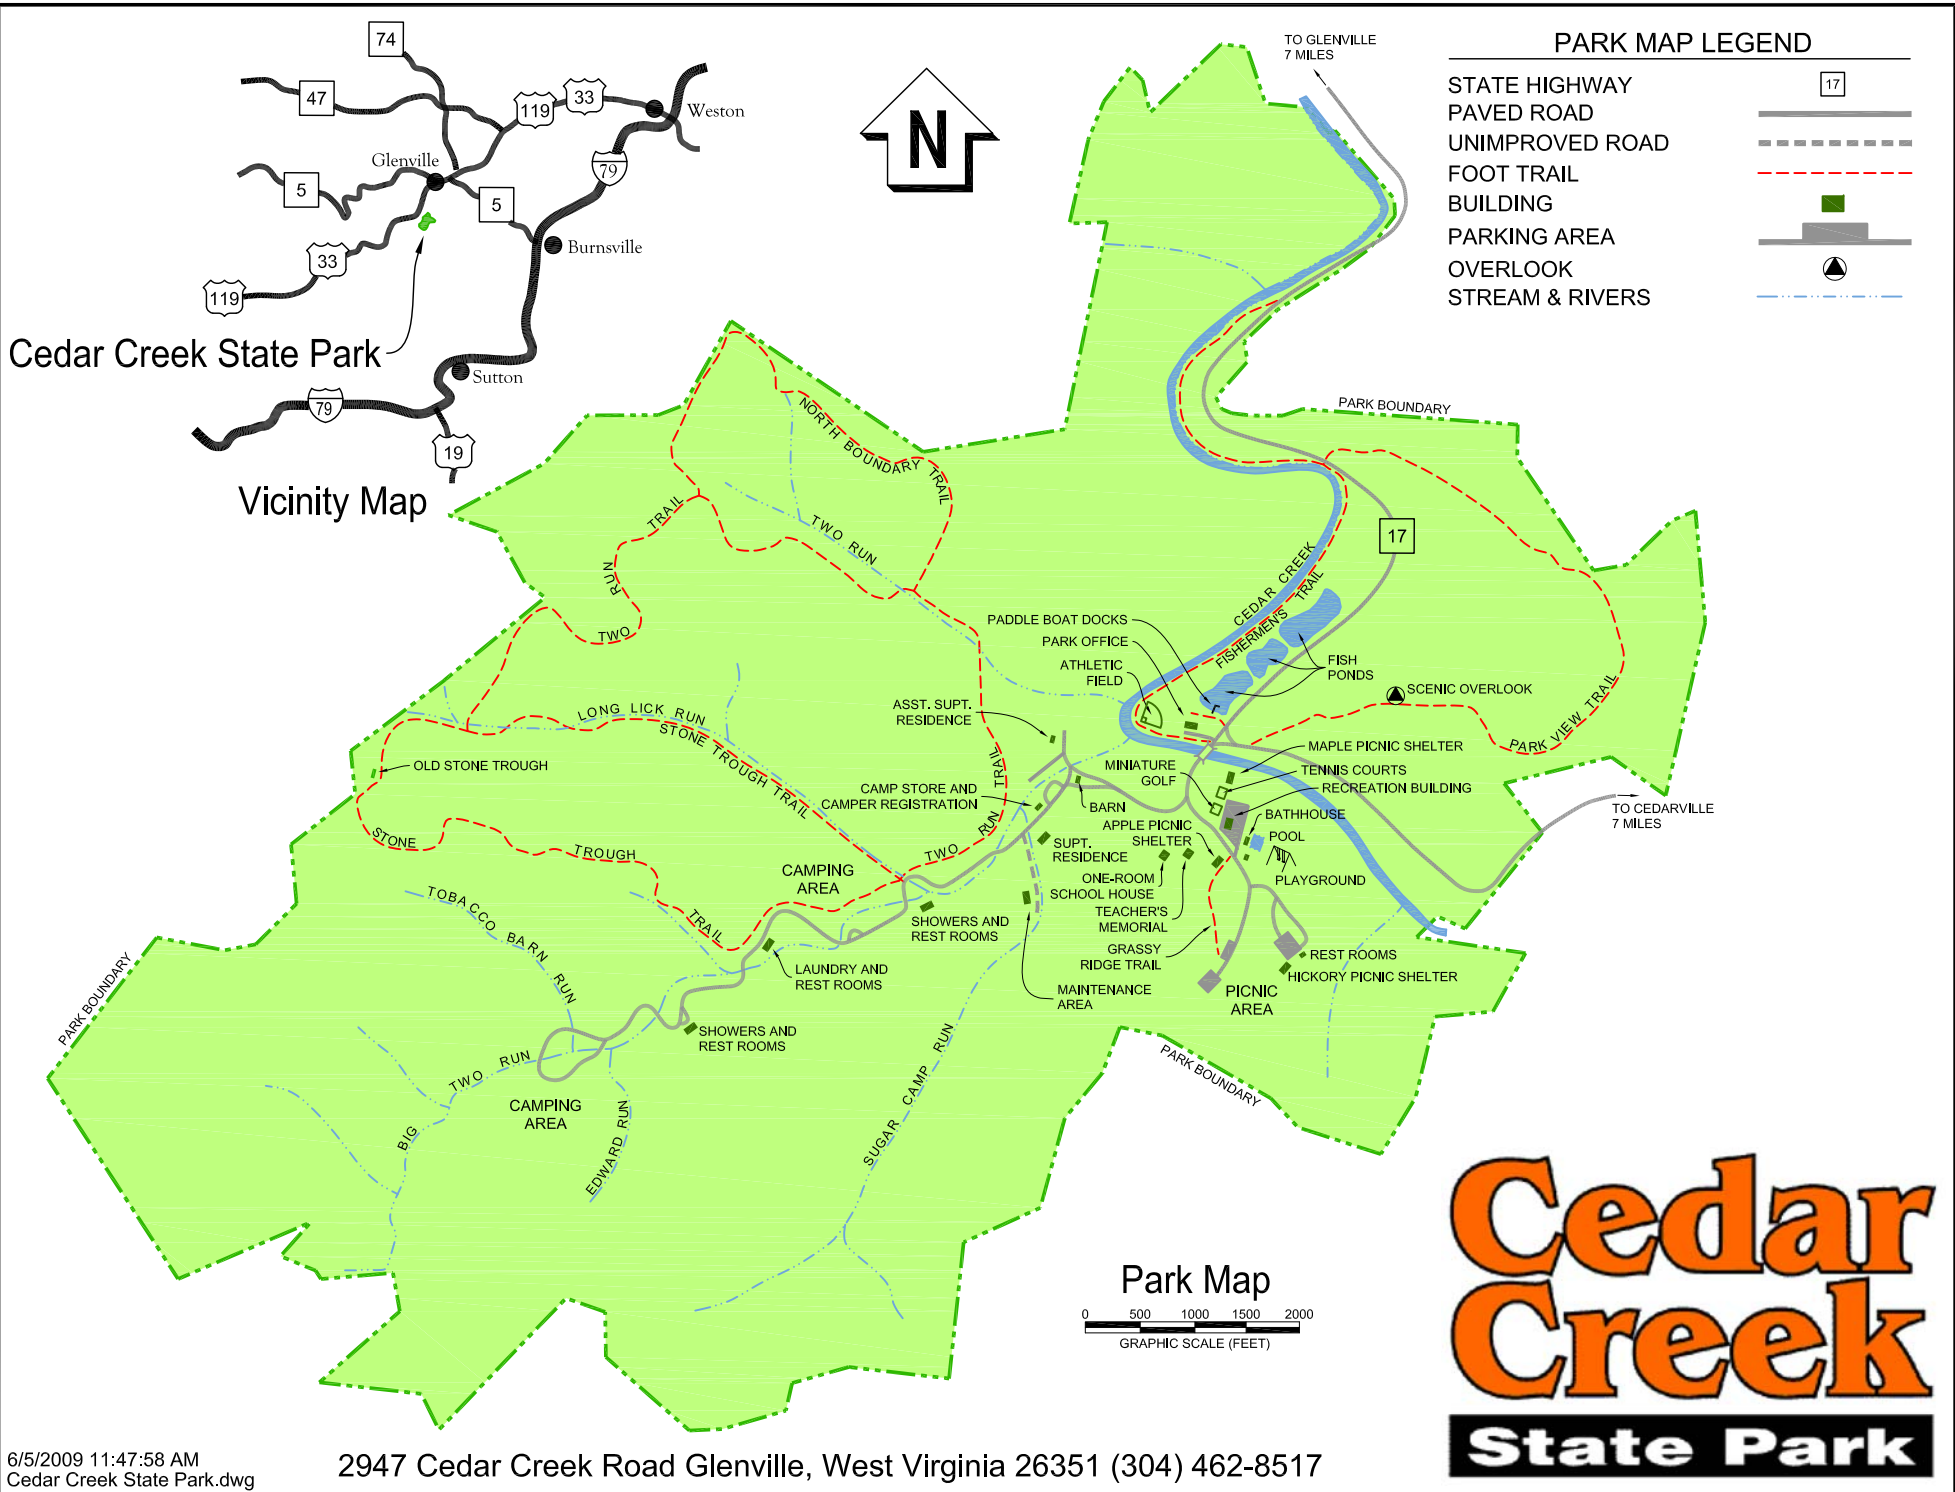 74
47
119
33
Weston
79
Glenville
5
5
Burnsville
33
119
Cedar Creek State Park
Sutton
79
19
Vicinity Map
N
TO GLENVILLE
7 MILES
PARK MAP LEGEND
STATE HIGHWAY
17
PAVED ROAD
UNIMPROVED ROAD
FOOT TRAIL
BUILDING
PARKING AREA
OVERLOOK
STREAM & RIVERS
PARK BOUNDARY
NORTH BOUNDARY TRAIL
TWO RUN TRAIL
TWO RUN
17
CEDAR CREEK
FISHERMEN'S TRAIL
PADDLE BOAT DOCKS
PARK OFFICE
ATHLETIC
FIELD
FISH
PONDS
SCENIC OVERLOOK
PARK VIEW TRAIL
ASST. SUPT.
RESIDENCE
LONG LICK RUN
STONE TROUGH TRAIL
OLD STONE TROUGH
CAMP STORE AND
CAMPER REGISTRATION
TWO RUN TRAIL
MINIATURE
GOLF
BARN
MAPLE PICNIC SHELTER
TENNIS COURTS
RECREATION BUILDING
BATHHOUSE
POOL
PLAYGROUND
TO CEDARVILLE
7 MILES
APPLE PICNIC
SHELTER
SUPT.
RESIDENCE
ONE-ROOM
SCHOOL HOUSE
TEACHER'S
MEMORIAL
GRASSY
RIDGE TRAIL
STONE TROUGH TRAIL
CAMPING
AREA
TOBACCO BARN RUN
SHOWERS AND
REST ROOMS
LAUNDRY AND
REST ROOMS
MAINTENANCE
AREA
REST ROOMS
HICKORY PICNIC SHELTER
PICNIC
AREA
PARK BOUNDARY
SHOWERS AND
REST ROOMS
BIG TWO RUN
CAMPING
AREA
EDWARD RUN
SUGAR CAMP RUN
PARK BOUNDARY
Park Map
0 500 1000 1500 2000
GRAPHIC SCALE (FEET)
Cedar
Creek
State Park
6/5/2009 11:47:58 AM
Cedar Creek State Park.dwg
2947 Cedar Creek Road Glenville, West Virginia 26351 (304) 462-8517